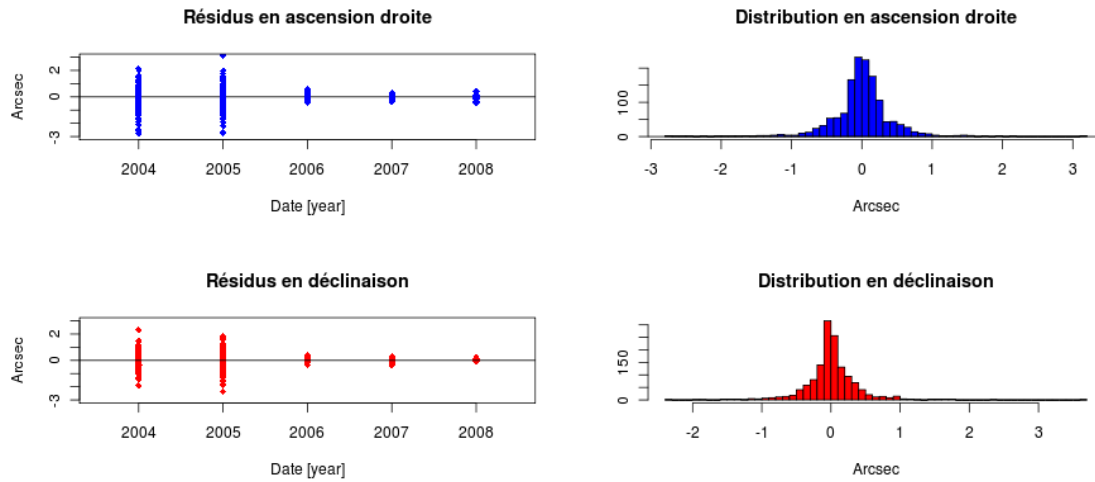 Résidus en ascension droite
Arcsec
2
0
-3
2004 2005 2006 2007 2008
Date [year]
Distribution en ascension droite
100
0
-3 -2 -1 0 1 2 3
Arcsec
Résidus en déclinaison
Arcsec
2
0
-3
2004 2005 2006 2007 2008
Date [year]
Distribution en déclinaison
150
0
-2 -1 0 1 2 3
Arcsec